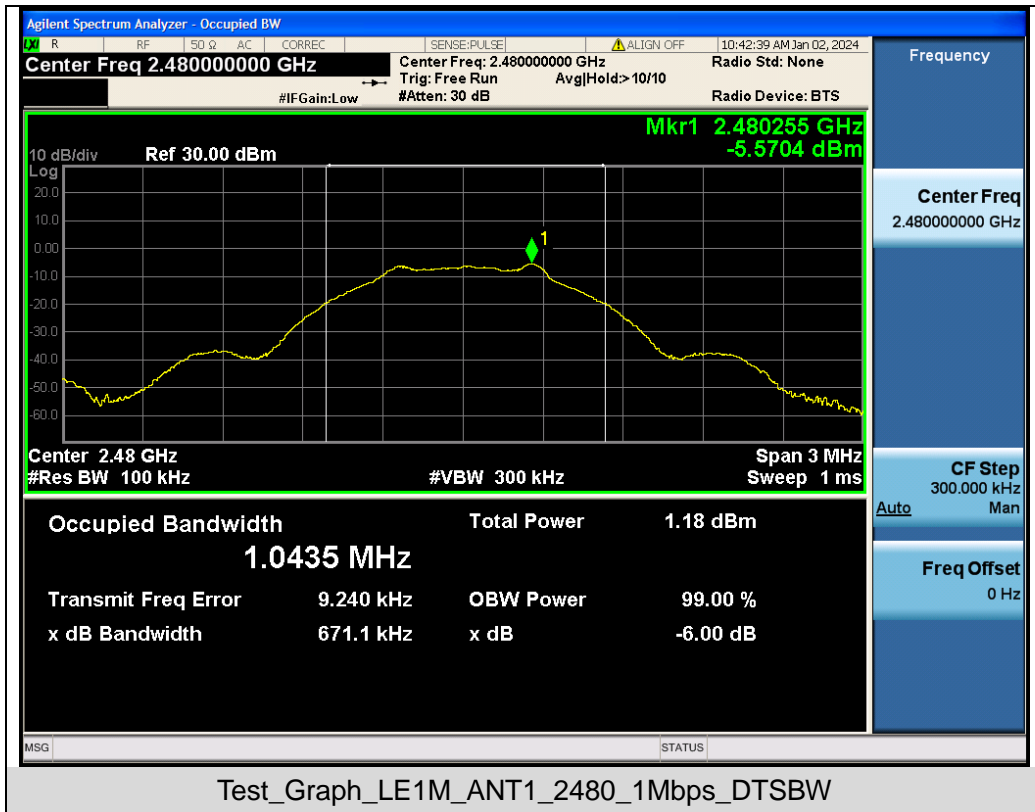 Agilent Spectrum Analyzer - Occupied BW
LXI R RF 50 Ω AC CORREC SENSE:PULSE ALIGN OFF 10:42:39 AM Jan 02, 2024
Center Freq 2.480000000 GHz
Center Freq: 2.480000000 GHz
Radio Std: None
Trig: Free Run Avg|Hold:>10/10
#IFGain:Low
#Atten: 30 dB
Radio Device: BTS
Mkr1 2.480255 GHz
-5.5704 dBm
10 dB/div Ref 30.00 dBm
Log
20.0
10.0
0.00
-10.0
-20.0
-30.0
-40.0
-50.0
-60.0
1
Center 2.48 GHz Span 3 MHz
#Res BW 100 kHz #VBW 300 kHz Sweep 1 ms
Occupied Bandwidth Total Power 1.18 dBm
1.0435 MHz
Transmit Freq Error 9.240 kHz OBW Power 99.00 %
x dB Bandwidth 671.1 kHz x dB -6.00 dB
Frequency
Center Freq
2.480000000 GHz
CF Step
300.000 kHz
Auto Man
Freq Offset
0 Hz
MSG STATUS
Test_Graph_LE1M_ANT1_2480_1Mbps_DTSBW